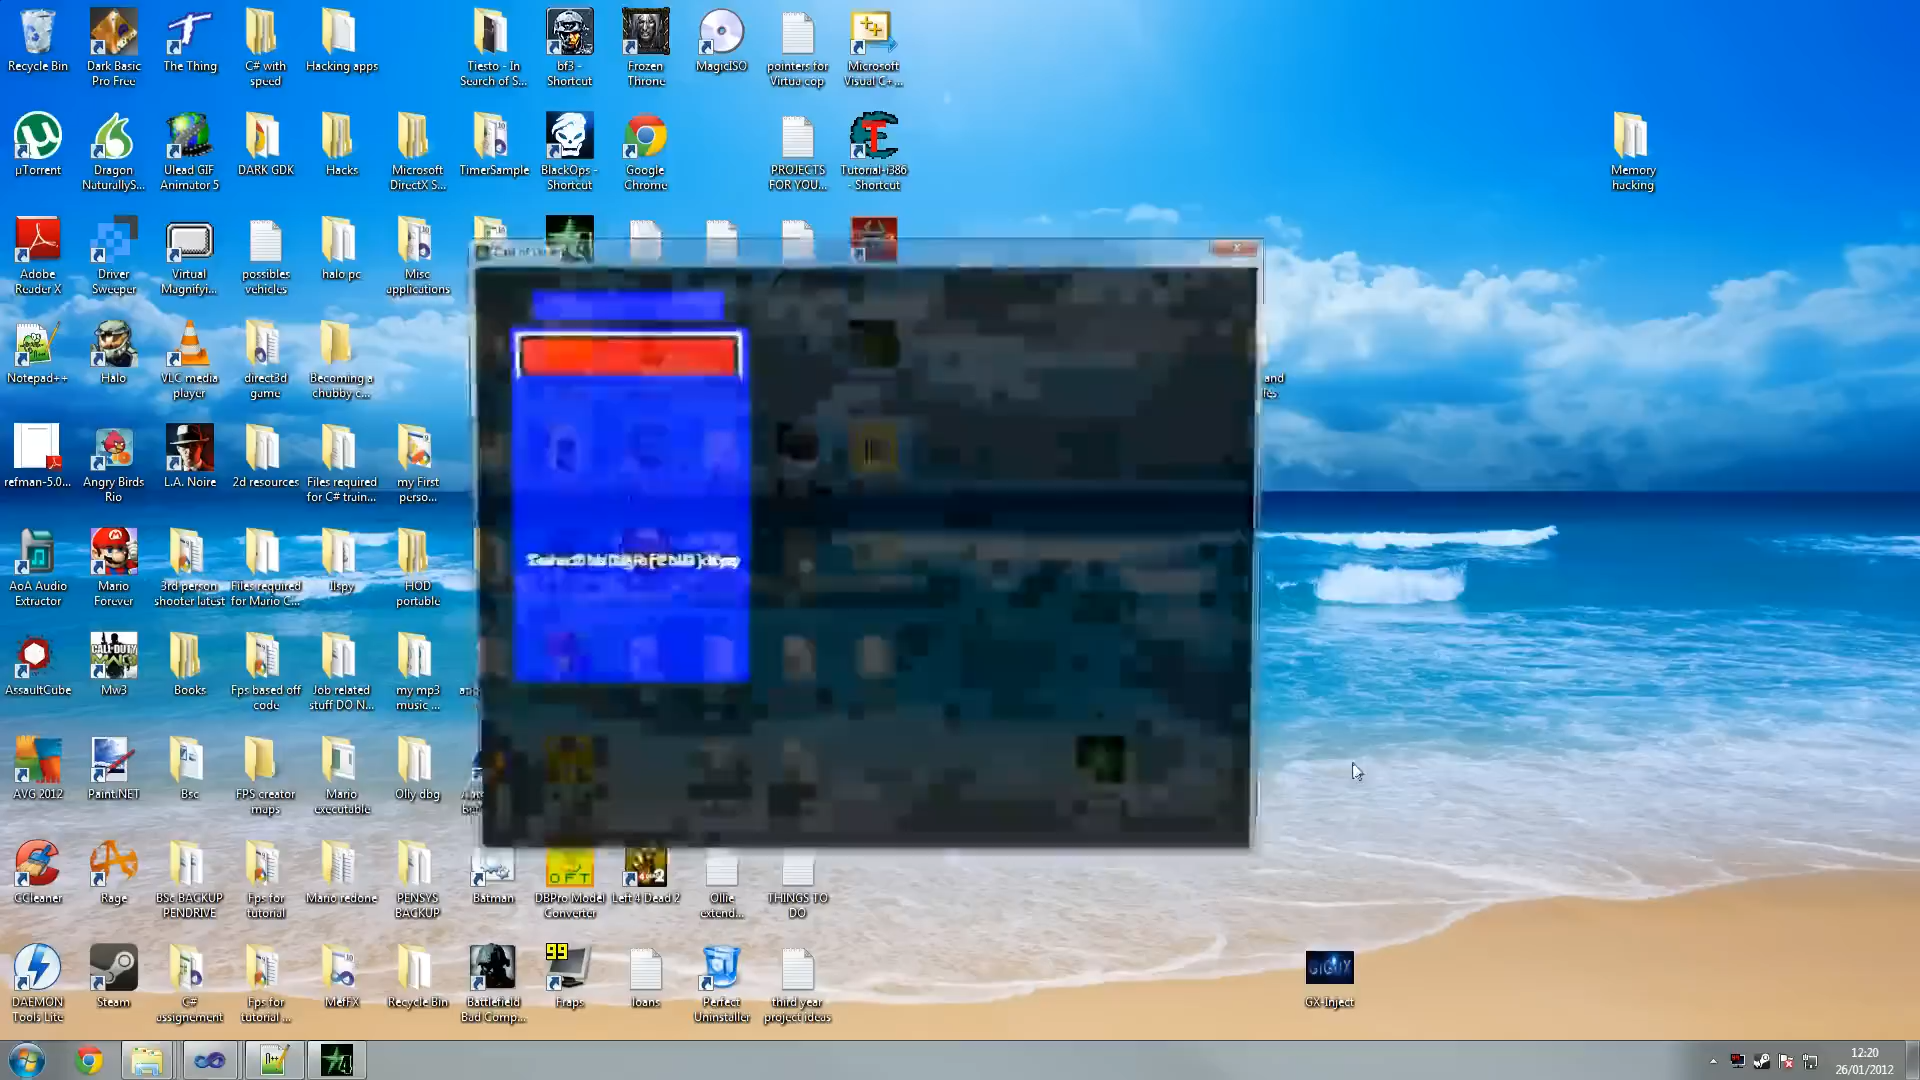 Recycle Bin
Dark Basic
Pro Free
The Thing
C# with
speed
Hacking apps
Tiesto - In
Search of S...
bf3 -
Shortcut
Frozen
Throne
MagicISO
pointers for
Virtua cop
Microsoft
Visual C+...
µTorrent
Dragon
NaturallyS...
Ulead GIF
Animator 5
DARK GDK
Hacks
Microsoft
DirectX S...
TimerSample
BlackOps -
Shortcut
Google
Chrome
PROJECTS
FOR YOU...
Tutorial-i386
- Shortcut
Memory
hacking
Adobe
Reader X
Driver
Sweeper
Virtual
Magnifyi...
possibles
vehicles
halo pc
Misc
applications
Notepad++
Halo
VLC media
player
direct3d
game
Becoming a
chubby c...
and
refman-5.0...
Angry Birds
Rio
L.A. Noire
2d resources
Files required
for C# train...
my First
perso...
AoA Audio
Extractor
Mario
Forever
3rd person
shooter latest
Files required
for Mario C...
Ilspy
HOD
portable
AssaultCube
CALL OF DUTY
MW3
Mw3
Books
Fps based off
code
Job related
stuff DO N...
my mp3
music ...
AVG 2012
Paint.NET
Bsc
FPS creator
maps
Mario
executable
Olly dbg
CCleaner
Rage
BSc BACKUP
PENDRIVE
Fps for
tutorial
Mario redone
PENSYS
BACKUP
Batman
DBPro Model
Converter
Left 4 Dead 2
Ollie
extend...
THINGS TO
DO
DAEMON
Tools Lite
Steam
C#
assignement
Fps for
tutorial ...
MefFX
Recycle Bin
Battlefield
Bad Comp...
99
Fraps
loans
Perfect
Uninstaller
third year
project ideas
GX-Inject
12:20
26/01/2012